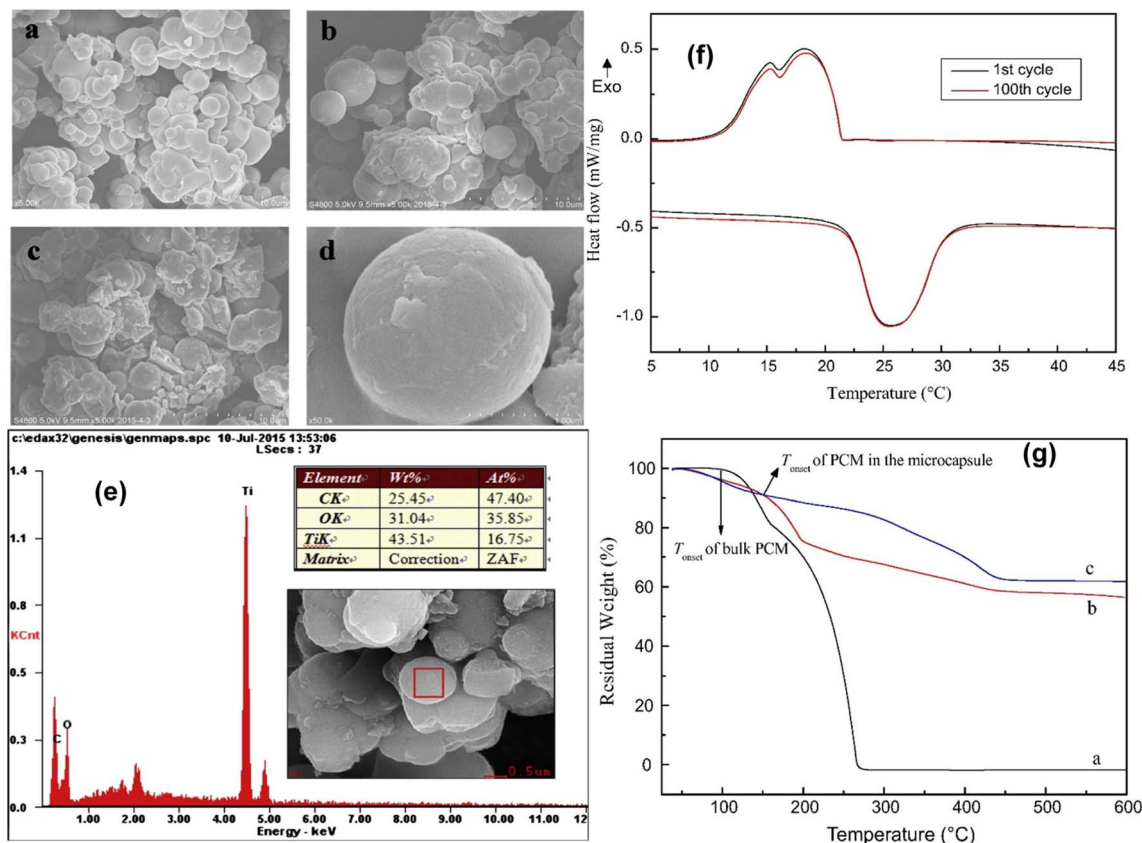 a
x5.00K 10.0um
b
S4800 5.0kV 9.5mm x5.00K 2015-4-3 10.0um
c
S4800 5.0kV 9.5mm x5.00K 2015-4-3 10.0um
d
x50.0k 1.00um
c:\edax32\genesis\genmaps.spc 10-Jul-2015 13:53:06
LSecs : 37
(e)
1.4
1.1
0.8
KCnt
0.5
0.3
0.0
Ti
C
O
1.00 2.00 3.00 4.00 5.00 6.00 7.00 8.00 9.00 10.00 11.00 12
Energy - keV
Element Wt% At%
CK 25.45 47.40
OK 31.04 35.85
TiK 43.51 16.75
Matrix Correction ZAF
0.5um
(f)
1st cycle
100th cycle
Exo
Heat flow (mW/mg)
0.5
0.0
-0.5
-1.0
5 10 15 20 25 30 35 40 45
Temperature (°C)
(g)
Tonset of PCM in the microcapsule
Tonset of bulk PCM
Residual Weight (%)
100
80
60
40
20
0
c
b
a
100 200 300 400 500 600
Temperature (°C)